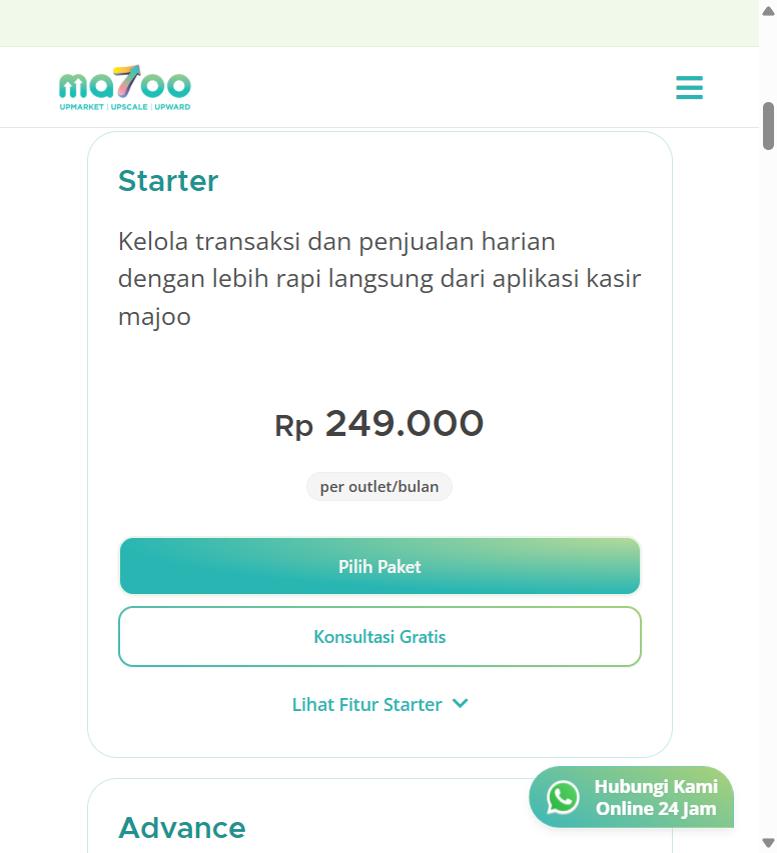 majoo
UPMARKET | UPSCALE | UPWARD
Starter
Kelola transaksi dan penjualan harian
dengan lebih rapi langsung dari aplikasi kasir
majoo
Rp 249.000
per outlet/bulan
Pilih Paket
Konsultasi Gratis
Lihat Fitur Starter
Hubungi Kami
Online 24 Jam
Advance